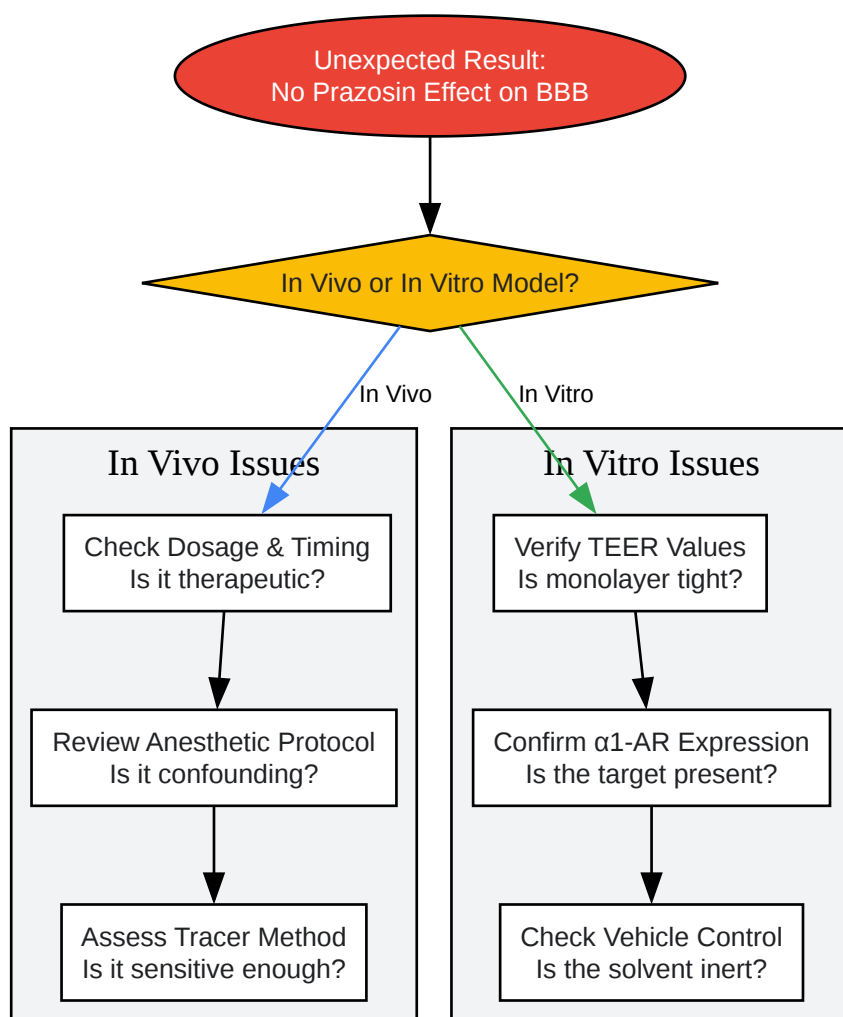 Unexpected Result:
No Prazosin Effect on BBB
In Vivo or In Vitro Model?
In Vivo
In Vitro
In Vivo Issues
Check Dosage & Timing
Is it therapeutic?
Review Anesthetic Protocol
Is it confounding?
Assess Tracer Method
Is it sensitive enough?
In Vitro Issues
Verify TEER Values
Is monolayer tight?
Confirm α1-AR Expression
Is the target present?
Check Vehicle Control
Is the solvent inert?